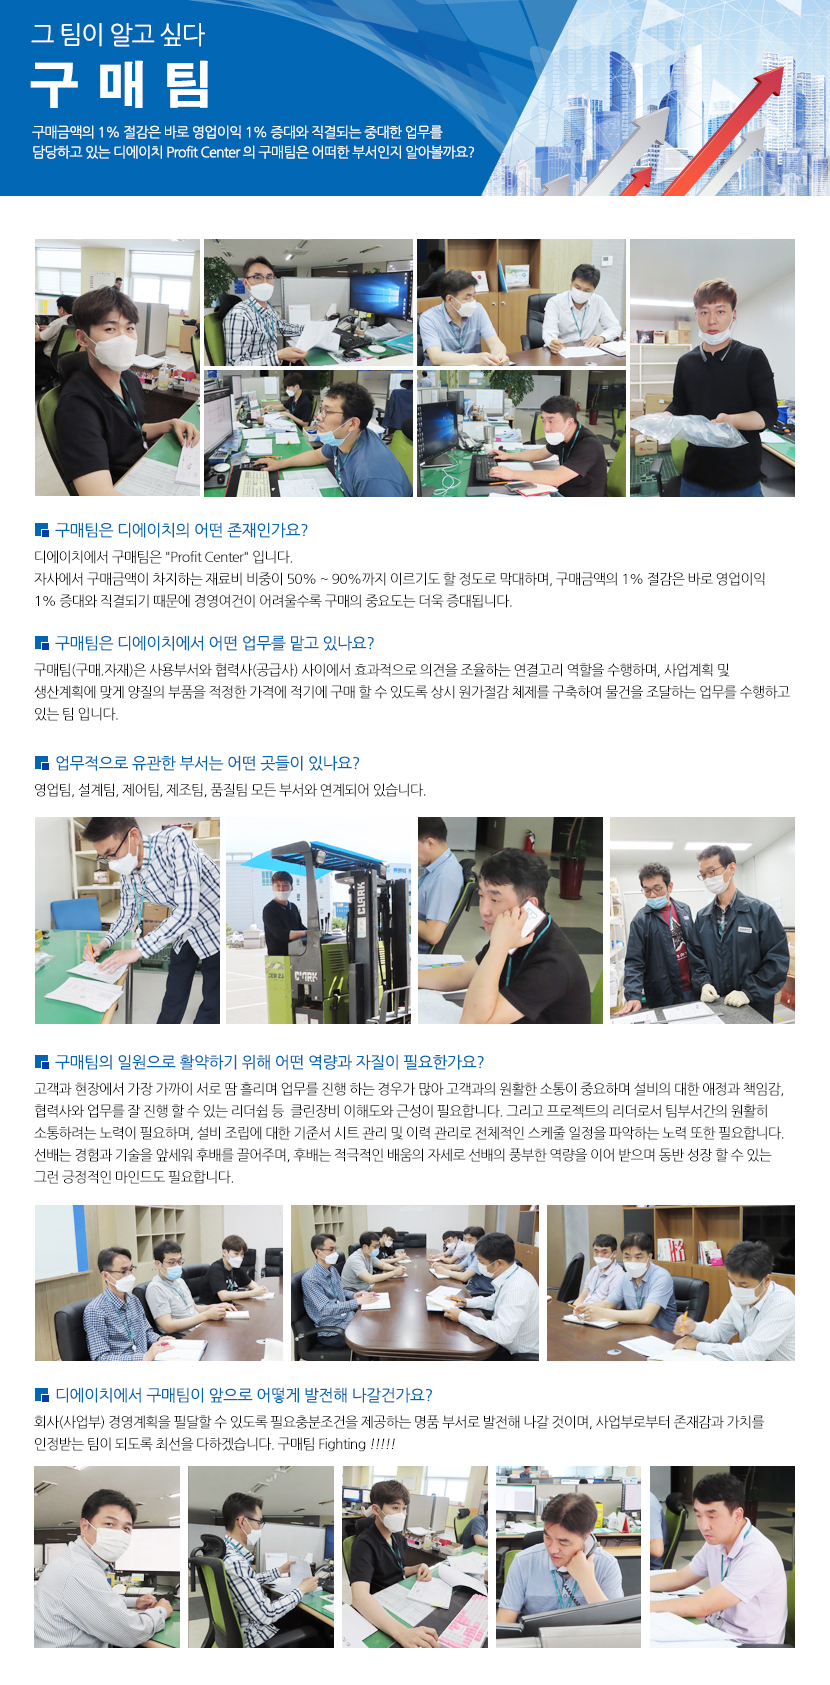 그 팀이 알고 싶다
구 매 팀
구매금액의 1% 절감은 바로 영업이익 1% 증대와 직결되는 중대한 업무를
담당하고 있는 디에이치 Profit Center 의 구매팀은 어떠한 부서인지 알아볼까요?
구매팀은 디에이치의 어떤 존재인가요?
디에이치에서 구매팀은 "Profit Center" 입니다.
자사에서 구매금액이 차지하는 재료비 비중이 50% ~ 90%까지 이르기도 할 정도로 막대하며, 구매금액의 1% 절감은 바로 영업이익
1% 증대와 직결되기 때문에 경영여건이 어려울수록 구매의 중요도는 더욱 증대됩니다.
구매팀은 디에이치에서 어떤 업무를 맡고 있나요?
구매팀(구매.자재)은 사용부서와 협력사(공급사) 사이에서 효과적으로 의견을 조율하는 연결고리 역할을 수행하며, 사업계획 및
생산계획에 맞게 양질의 부품을 적정한 가격에 적기에 구매 할 수 있도록 상시 원가절감 체제를 구축하여 물건을 조달하는 업무를 수행하고
있는 팀 입니다.
업무적으로 유관한 부서는 어떤 곳들이 있나요?
영업팀, 설계팀, 제어팀, 제조팀, 품질팀 모든 부서와 연계되어 있습니다.
CLARK
CLARK
구매팀의 일원으로 활약하기 위해 어떤 역량과 자질이 필요한가요?
고객과 현장에서 가장 가까이 서로 땀 흘리며 업무를 진행 하는 경우가 많아 고객과의 원활한 소통이 중요하며 설비의 대한 애정과 책임감,
협력사와 업무를 잘 진행 할 수 있는 리더쉽 등 클린장비 이해도와 근성이 필요합니다. 그리고 프로젝트의 리더로서 팀부서간의 원활히
소통하려는 노력이 필요하며, 설비 조립에 대한 기준서 시트 관리 및 이력 관리로 전체적인 스케줄 일정을 파악하는 노력 또한 필요합니다.
선배는 경험과 기술을 앞세워 후배를 끌어주며, 후배는 적극적인 배움의 자세로 선배의 풍부한 역량을 이어 받으며 동반 성장 할 수 있는
그런 긍정적인 마인드도 필요합니다.
디에이치에서 구매팀이 앞으로 어떻게 발전해 나갈건가요?
회사(사업부) 경영계획을 필달할 수 있도록 필요충분조건을 제공하는 명품 부서로 발전해 나갈 것이며, 사업부로부터 존재감과 가치를
인정받는 팀이 되도록 최선을 다하겠습니다. 구매팀 Fighting !!!!!